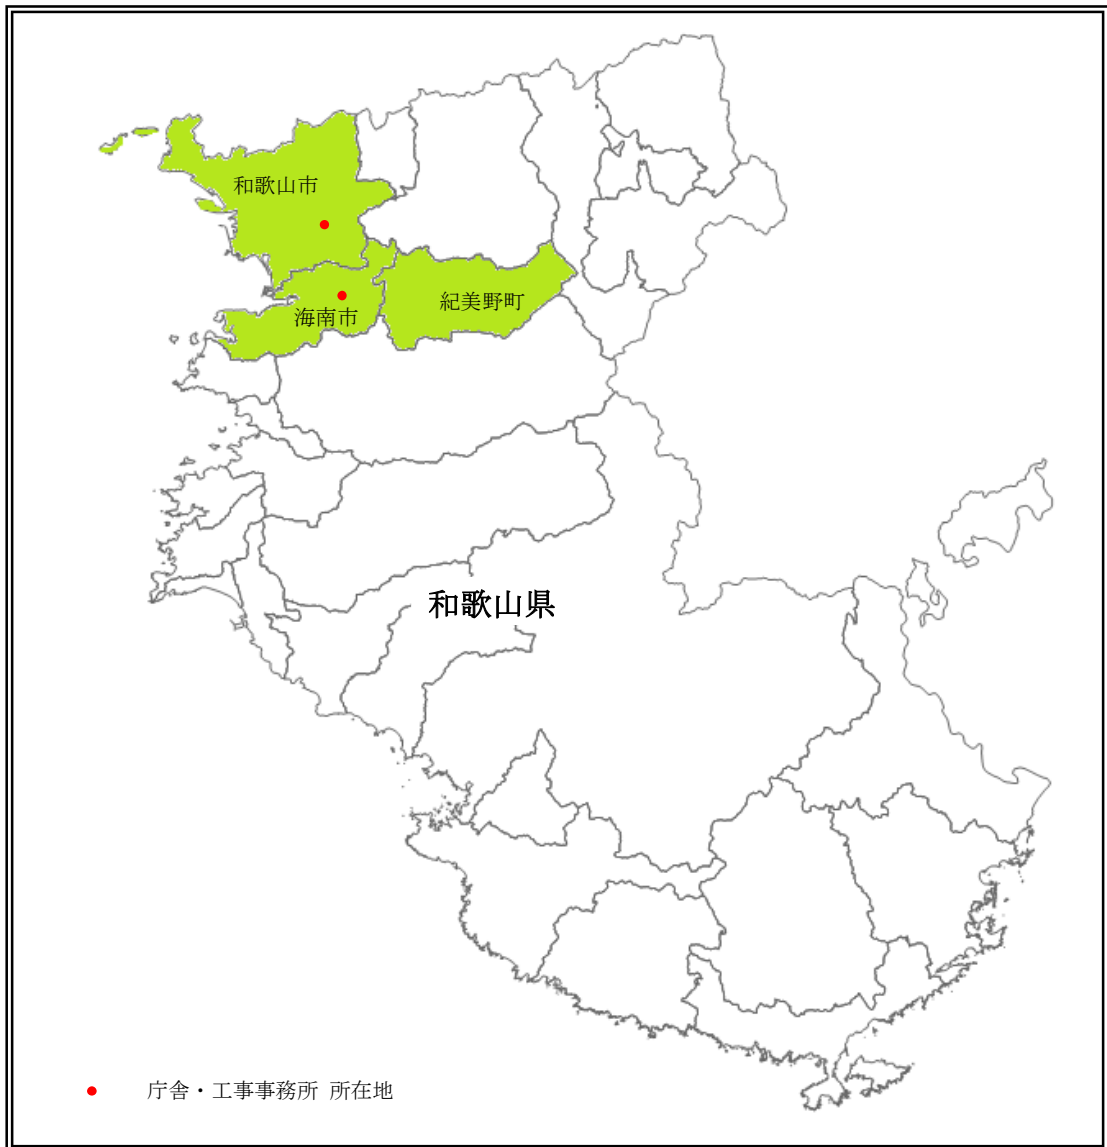 和歌山市
紀美野町
海南市
和歌山県
庁舎・工事事務所 所在地